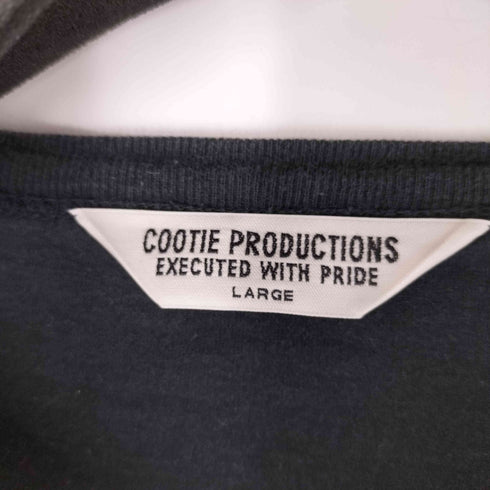 COOTIE PRODUCTIONS
EXECUTED WITH PRIDE
LARGE